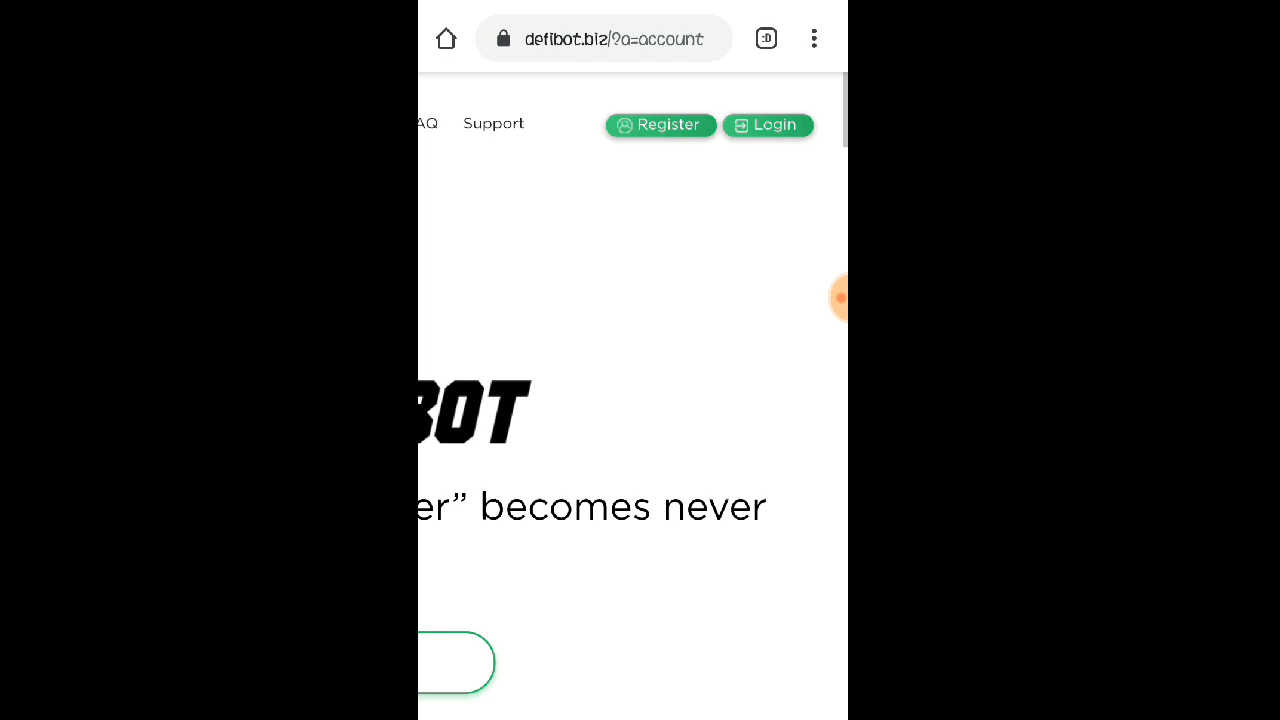 defibot.biz/?a=account
:D
AQ Support Register Login
BOT
er” becomes never